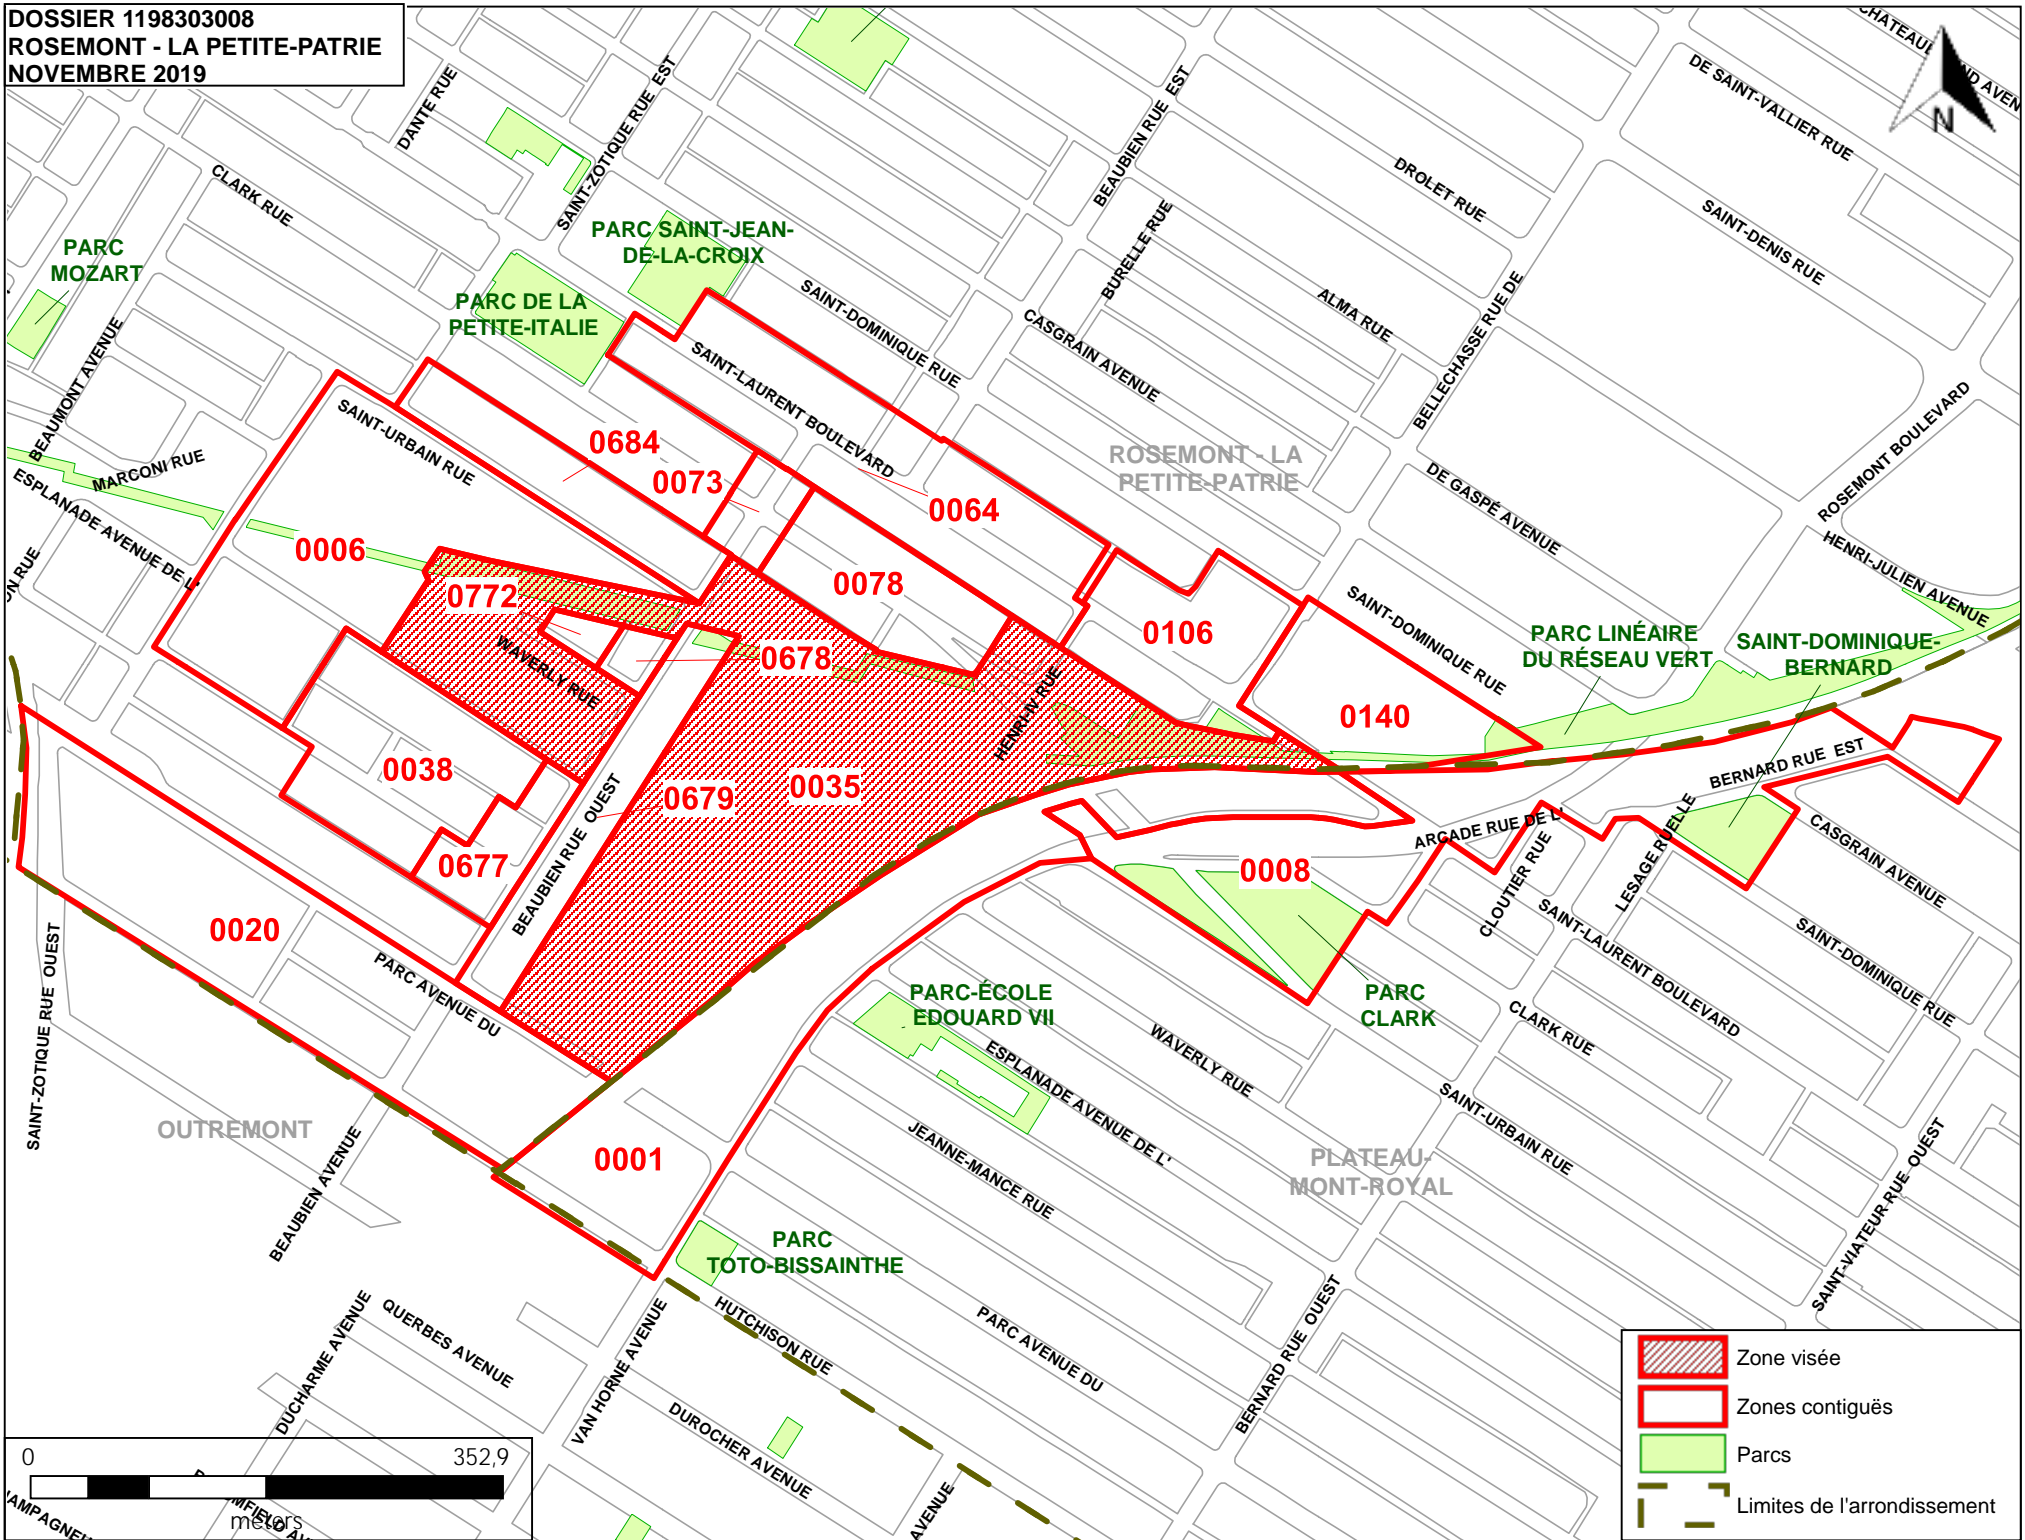 DOSSIER 1198303008
ROSEMONT - LA PETITE-PATRIE
NOVEMBRE 2019
N
DE SAINT-VALLIER RUE
DANTE RUE
SAINT-ZOTIQUE RUE EST
BEAUBIEN RUE EST
DROLET RUE
CLARK RUE
SAINT-DENIS RUE
BURELLE RUE
PARC
MOZART
PARC SAINT-JEAN-
DE-LA-CROIX
PARC DE LA
PETITE-ITALIE
SAINT-DOMINIQUE RUE
CASGRAIN AVENUE
ALMA RUE
BELLECHASSE RUE DE
BEAUMONT AVENUE
SAINT-URBAIN RUE
SAINT-LAURENT BOULEVARD
ROSEMONT BOULEVARD
0684
0073
0064
ROSEMONT - LA
PETITE-PATRIE
MARCONI RUE
ESPLANADE AVENUE DE L'
DE GASPÉ AVENUE
HENRI-JULIEN AVENUE
0006
0772
0078
0106
SAINT-DOMINIQUE RUE
PARC LINÉAIRE
DU RÉSEAU VERT
SAINT-DOMINIQUE-
BERNARD
WAVERLY RUE
0678
HENRI-IV RUE
0140
0038
0679
0035
BEAUBIEN RUE OUEST
BERNARD RUE EST
ARCADE RUE DE L'
LESAGE RUELLE
CLOUTIER RUE
CASGRAIN AVENUE
0677
0008
0020
SAINT-ZOTIQUE RUE OUEST
PARC AVENUE DU
SAINT-LAURENT BOULEVARD
SAINT-DOMINIQUE RUE
PARC-ÉCOLE
EDOUARD VII
PARC
CLARK
CLARK RUE
WAVERLY RUE
ESPLANADE AVENUE DE L'
SAINT-URBAIN RUE
OUTREMONT
BEAUBIEN AVENUE
0001
JEANNE-MANCE RUE
PLATEAU-
MONT-ROYAL
SAINT-VIATEUR RUE OUEST
PARC
TOTO-BISSAINTHE
HUTCHISON RUE
PARC AVENUE DU
BERNARD RUE OUEST
QUERBES AVENUE
DUCHARME AVENUE
VAN HORNE AVENUE
DUROCHER AVENUE
AVENUE
0 352,9
meters
Zone visée
Zones contiguës
Parcs
Limites de l'arrondissement